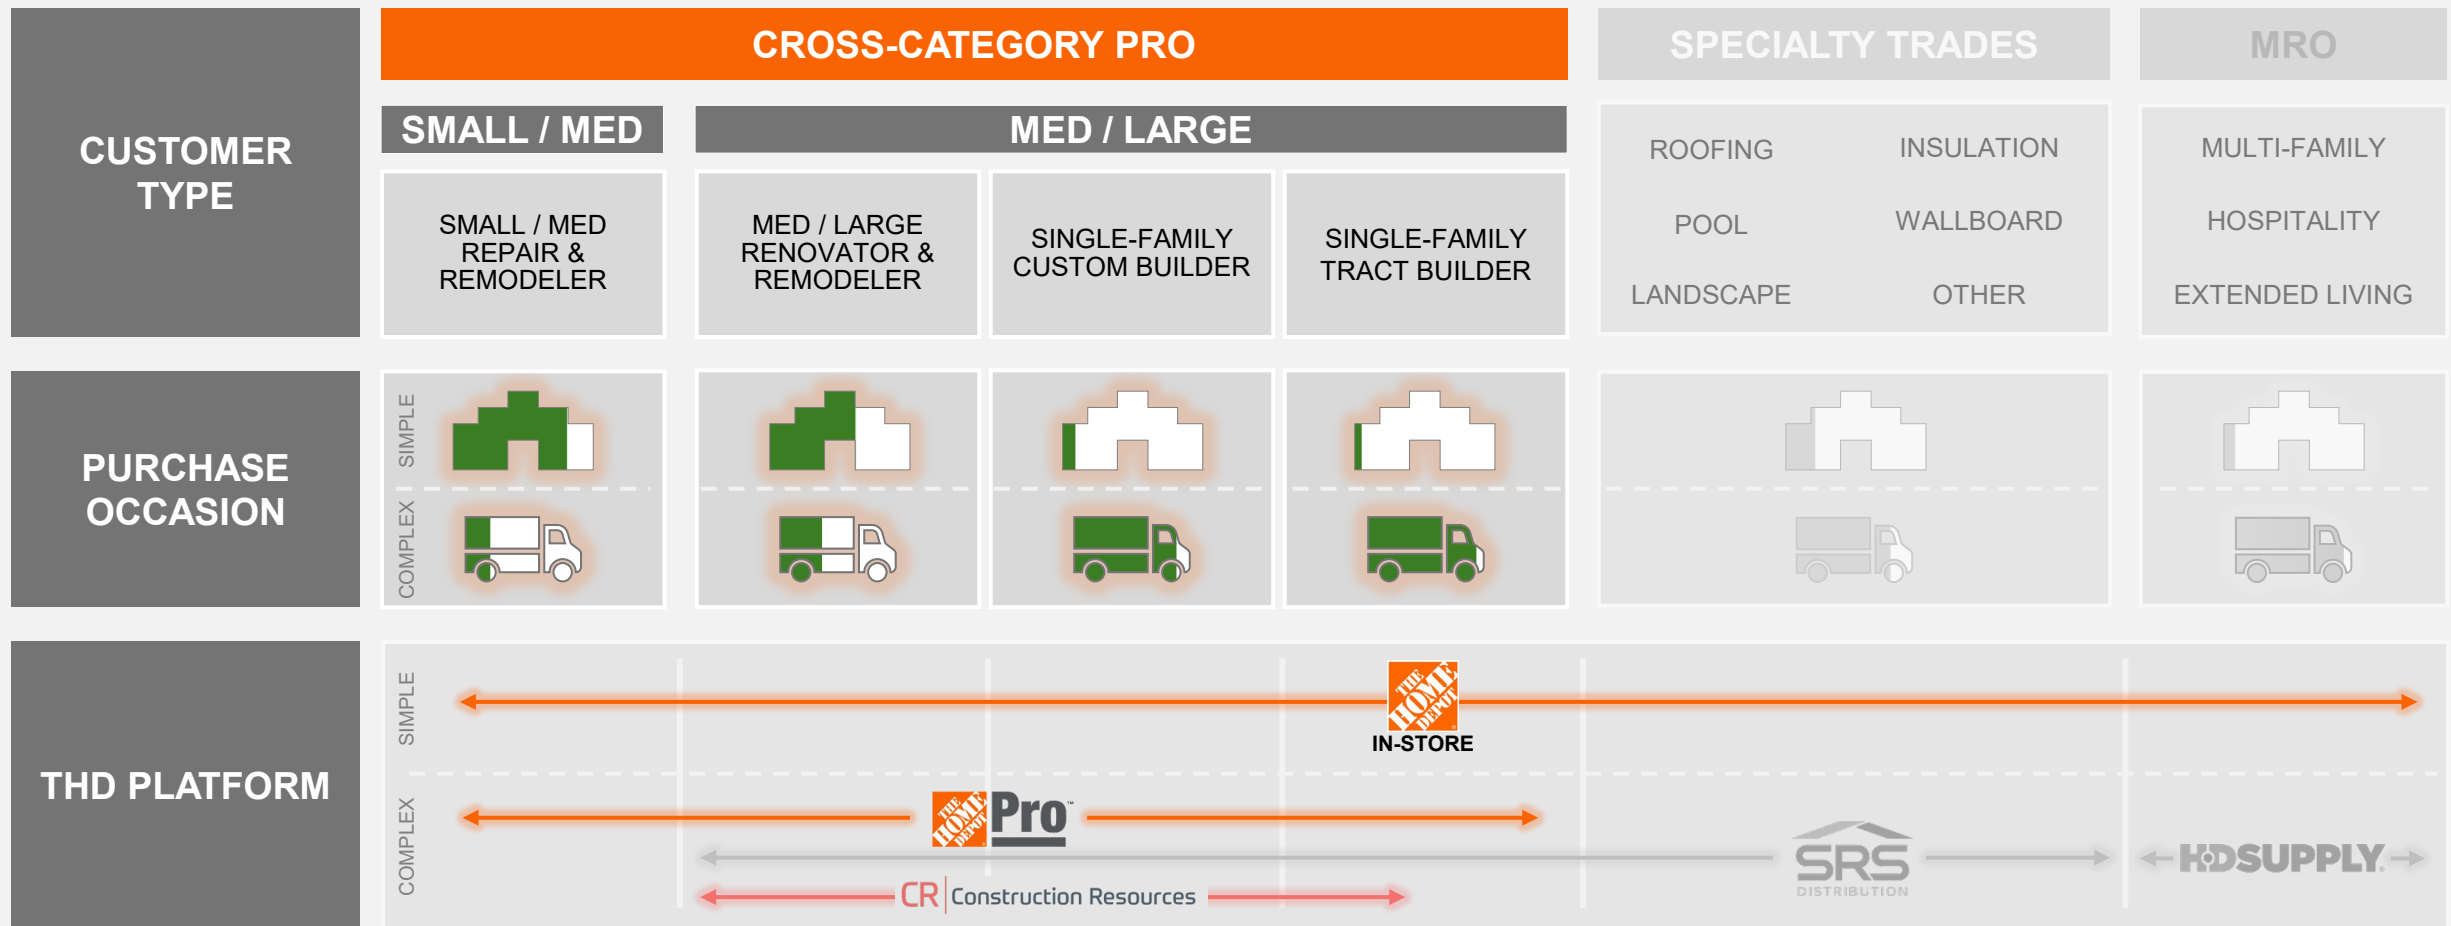 CUSTOMER
TYPE
CROSS-CATEGORY PRO
SPECIALTY TRADES
MRO
SMALL / MED
MED / LARGE
SMALL / MED
REPAIR &
REMODELER
MED / LARGE
RENOVATOR &
REMODELER
SINGLE-FAMILY
CUSTOM BUILDER
SINGLE-FAMILY
TRACT BUILDER
ROOFING
INSULATION
POOL
WALLBOARD
LANDSCAPE
OTHER
MULTI-FAMILY
HOSPITALITY
EXTENDED LIVING
PURCHASE
OCCASION
SIMPLE
COMPLEX
THD PLATFORM
SIMPLE
THE
HOME
DEPOT
IN-STORE
COMPLEX
THE
HOME
DEPOT
Pro™
SRS
DISTRIBUTION
HDSUPPLY
CR Construction Resources